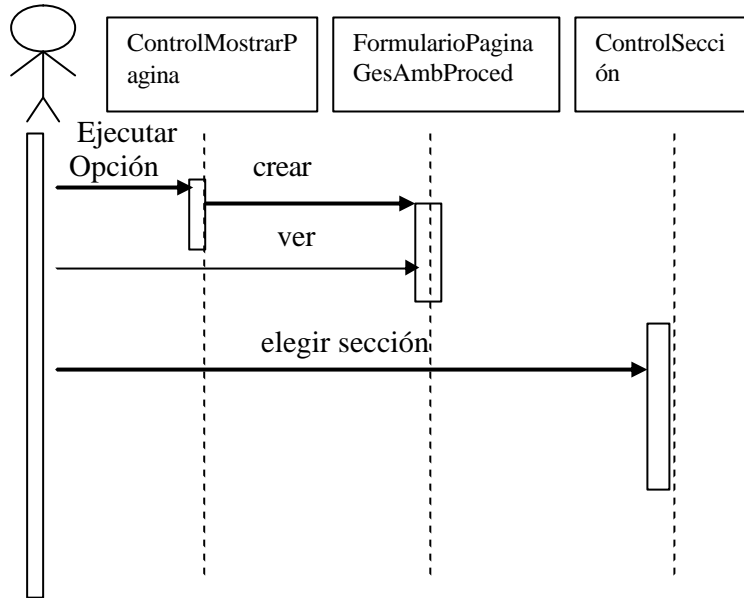 ControlMostrarP
agina
FormularioPagina
GesAmbProced
ControlSecci
ón
Ejecutar
Opción
crear
ver
elegir sección